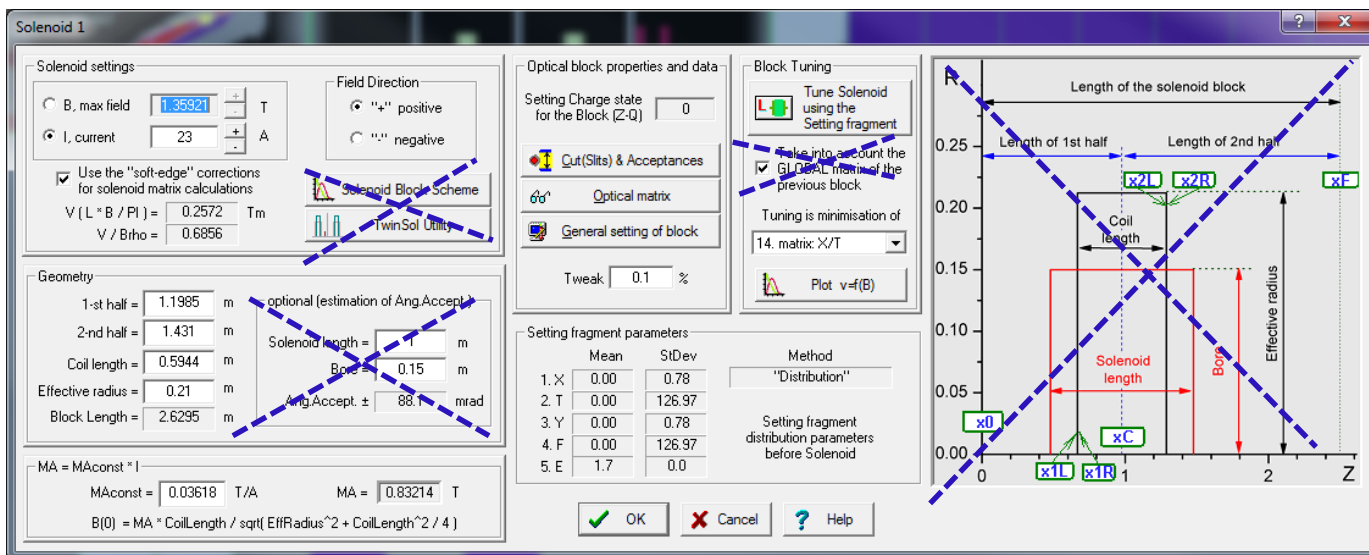 Solenoid 1
Solenoid settings
B, max field 1.35921 + - T
I, current 23 + - A
Use the "soft-edge" corrections
for solenoid matrix calculations
V ( L * B / PI ) = 0.2572 Tm
V / Brho = 0.6856
Field Direction
"+" positive
"-" negative
Solenoid Block Scheme
TwinSol Utility
Geometry
1-st half = 1.1985 m
2-nd half = 1.431 m
Coil length = 0.5944 m
Effective radius = 0.21 m
Block Length = 2.6295 m
optional (estimation of Ang.Accept.)
Solenoid length = 1 m
Bore = 0.15 m
Ang.Accept. ± 88.1 mrad
MA = MAconst * I
MAconst = 0.03618 T/A MA = 0.83214 T
B(0) = MA * CoilLength / sqrt( EffRadius^2 + CoilLength^2 / 4 )
Optical block properties and data
Setting Charge state
for the Block (Z-Q) 0
Cut(Slits) & Acceptances
Optical matrix
General setting of block
Tweak 0.1 %
Block Tuning
L
Tune Solenoid
using the
Setting fragment
Take into account the
GLOBAL matrix of the
previous block
Tuning is minimisation of
14. matrix: X/T
Plot v=f(B)
Setting fragment parameters
Mean StDev
1. X 0.00 0.78
2. T 0.00 126.97
3. Y 0.00 0.78
4. F 0.00 126.97
5. E 1.7 0.0
Method
"Distribution"
Setting fragment
distribution parameters
before Solenoid
OK Cancel Help
R
Length of the solenoid block
0.25
Length of 1st half Length of 2nd half
x2L x2R xF
0.20
Coil
length
0.15
Effective radius
0.10
Solenoid
length
Bore
0.05
x0
xC
0.00
x1L x1R
0 1 2 Z